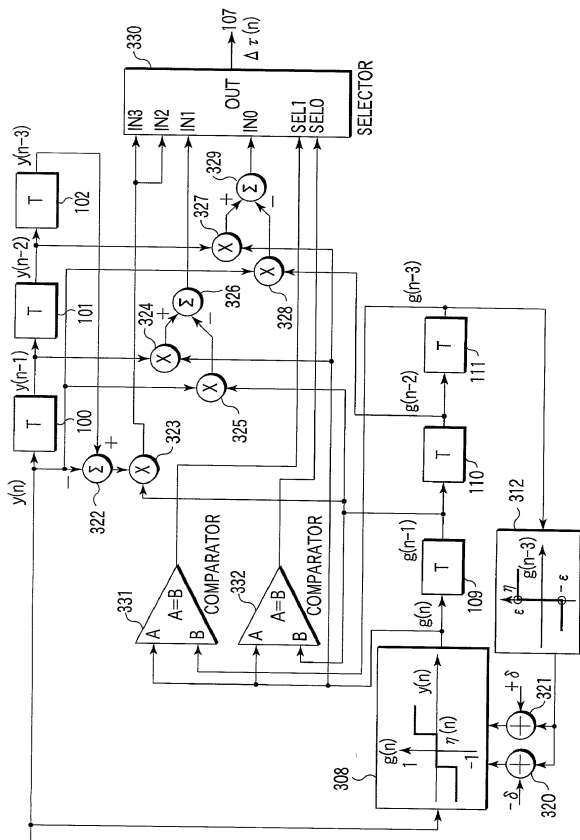 y(n)
T
100
y(n-1)
T
101
y(n-2)
T
102
y(n-3)
330
IN3
IN2
IN1
IN0
OUT
SEL1
SEL0
SELECTOR
107
Δτ(n)
−
+
Σ
322
X
323
324
X
+
−
Σ
326
X
325
327
X
+
−
Σ
329
X
328
331
A
A=B
B
COMPARATOR
332
A
A=B
B
COMPARATOR
g(n)
T
109
g(n-1)
T
110
g(n-2)
T
111
g(n-3)
308
g(n)
1
y(n)
η(n)
-1
312
ε
η
g(n-3)
-ε
+δ
+
321
-δ
+
320